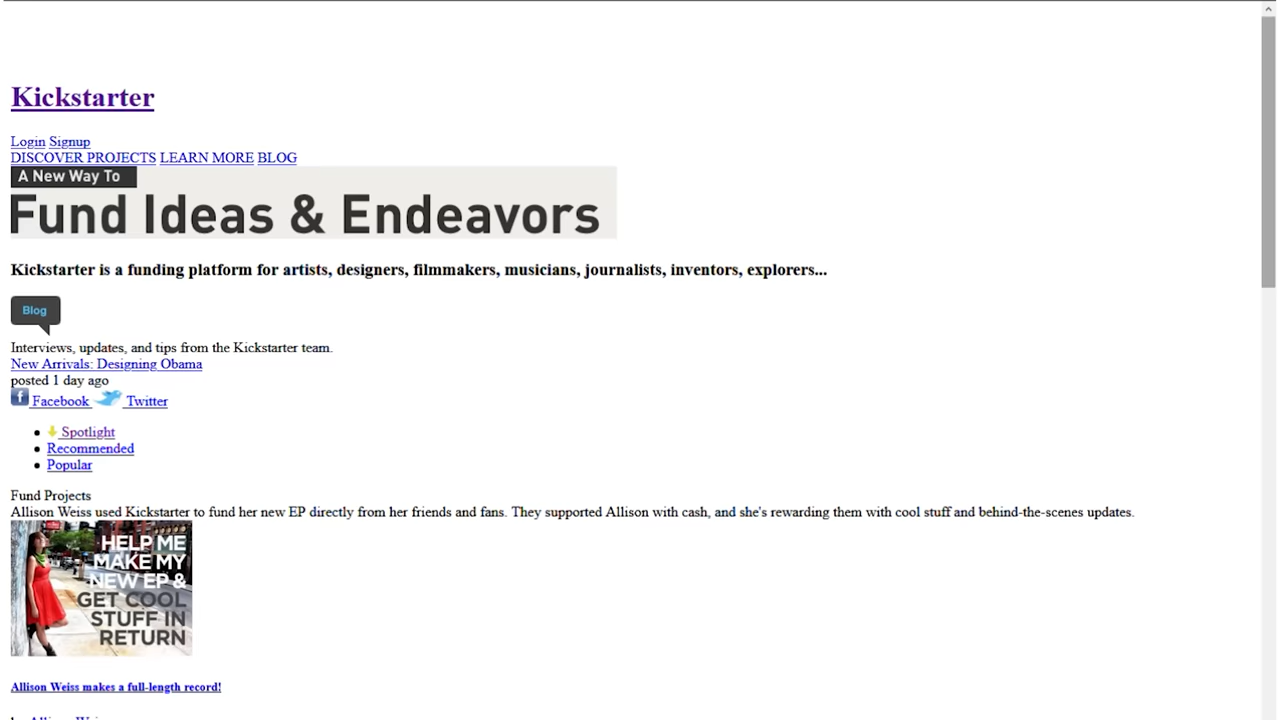 Kickstarter
Login Signup
DISCOVER PROJECTS LEARN MORE BLOG
A New Way To
Fund Ideas & Endeavors
Kickstarter is a funding platform for artists, designers, filmmakers, musicians, journalists, inventors, explorers...
Blog
Interviews, updates, and tips from the Kickstarter team.
New Arrivals: Designing Obama
posted 1 day ago
f Facebook Twitter
Spotlight
Recommended
Popular
Fund Projects
Allison Weiss used Kickstarter to fund her new EP directly from her friends and fans. They supported Allison with cash, and she's rewarding them with cool stuff and behind-the-scenes updates.
HELP ME
MAKE MY
NEW EP &
GET COOL
STUFF IN
RETURN
Allison Weiss makes a full-length record!